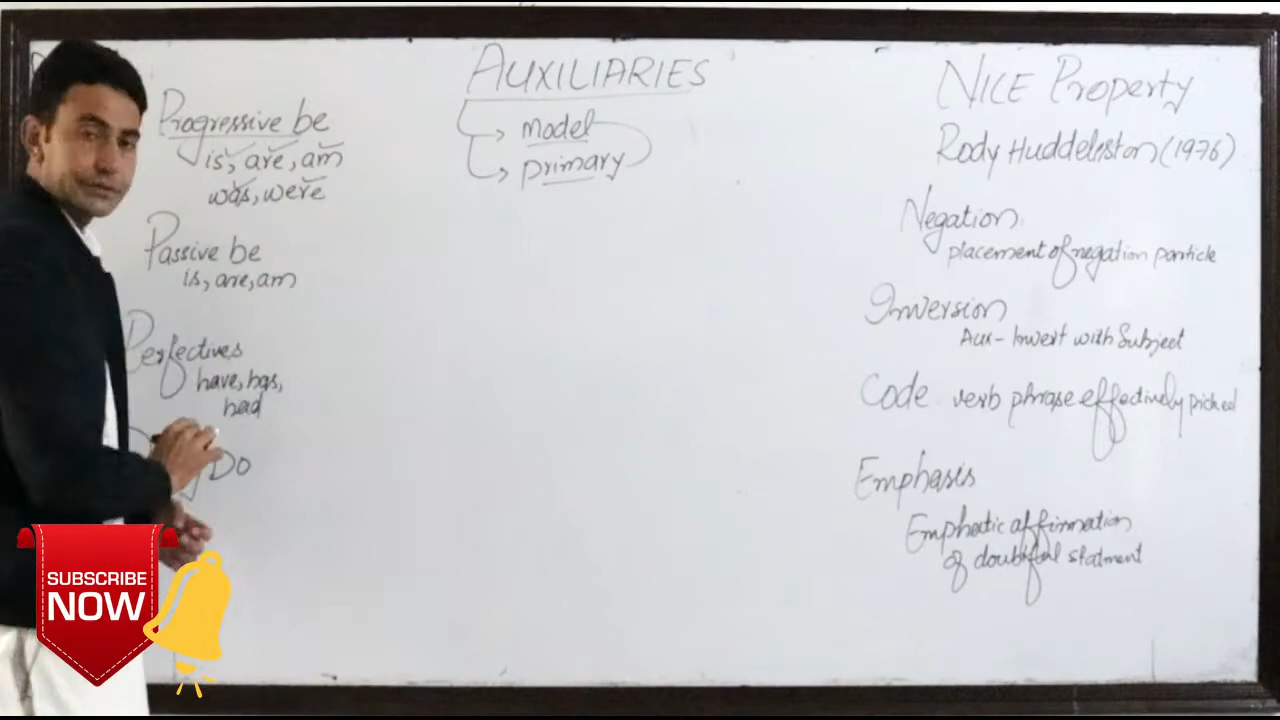 AUXILIARIES
model
primary
Progressive be
is, are, am
was, were
Passive be
is, are, am
Perfectives
have, has,
had
Do
NICE Property
Rody Huddelston (1976)
Negation
placement of negation particle
Inversion
Aux- Invert with Subject
Code verb phrase effectively picked
Emphasis
Emphatic affirmation
of doubtful statment
SUBSCRIBE
NOW